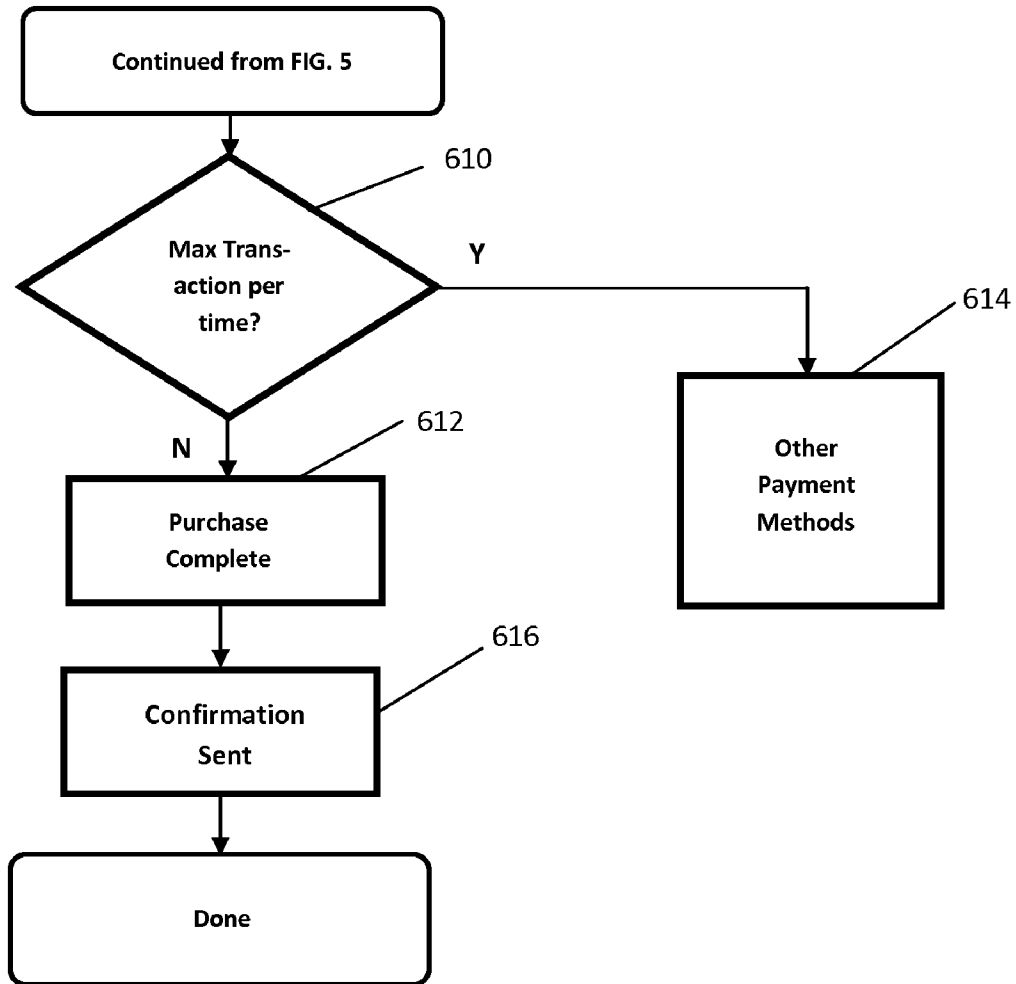 Continued from FIG. 5
610
Max Trans-
action per
time?
Y
614
Other
Payment
Methods
N
612
Purchase
Complete
616
Confirmation
Sent
Done